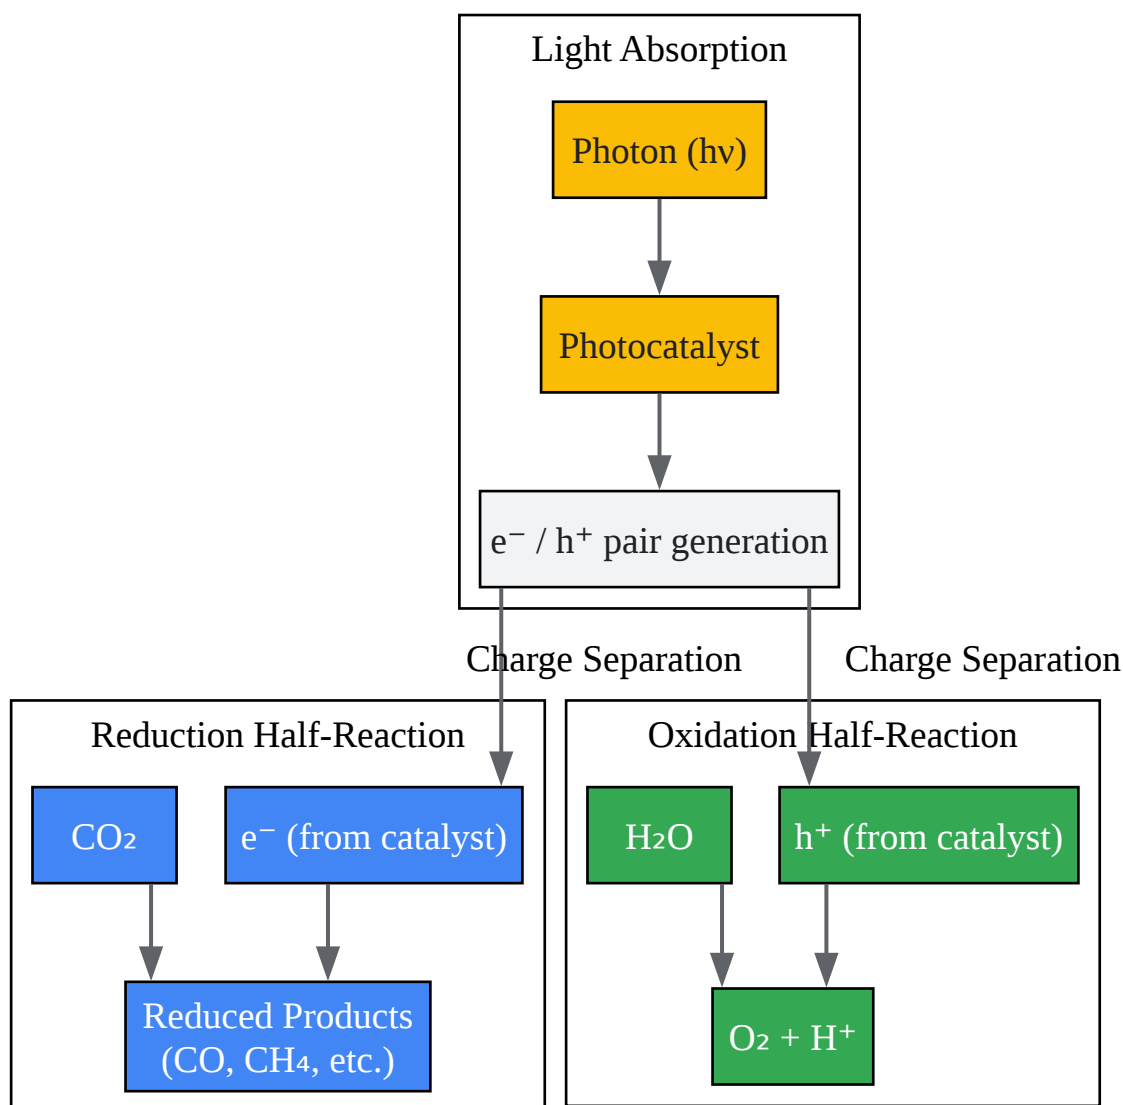 Light Absorption
Photon (hν)
Photocatalyst
e⁻ / h⁺ pair generation
Charge Separation
Charge Separation
Reduction Half-Reaction
CO₂
e⁻ (from catalyst)
Reduced Products
(CO, CH₄, etc.)
Oxidation Half-Reaction
H₂O
h⁺ (from catalyst)
O₂ + H⁺